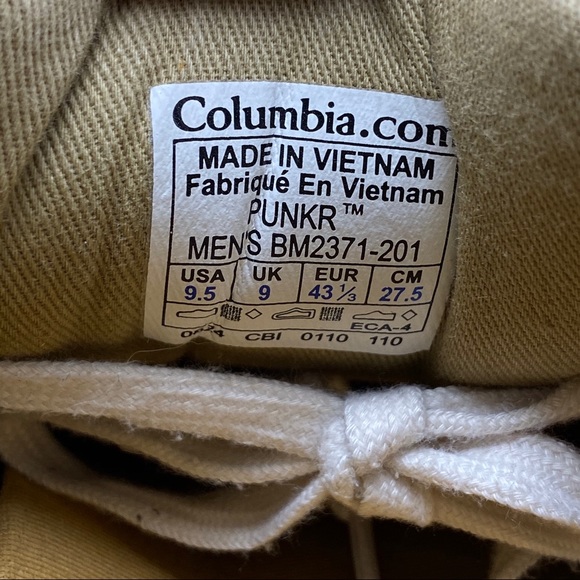 Columbia.com
MADE IN VIETNAM
Fabriqué En Vietnam
PUNKR™
MEN'S BM2371-201
USA UK EUR CM
9.5 9 43 1/3 27.5
ECA-4
CBI 0110 110